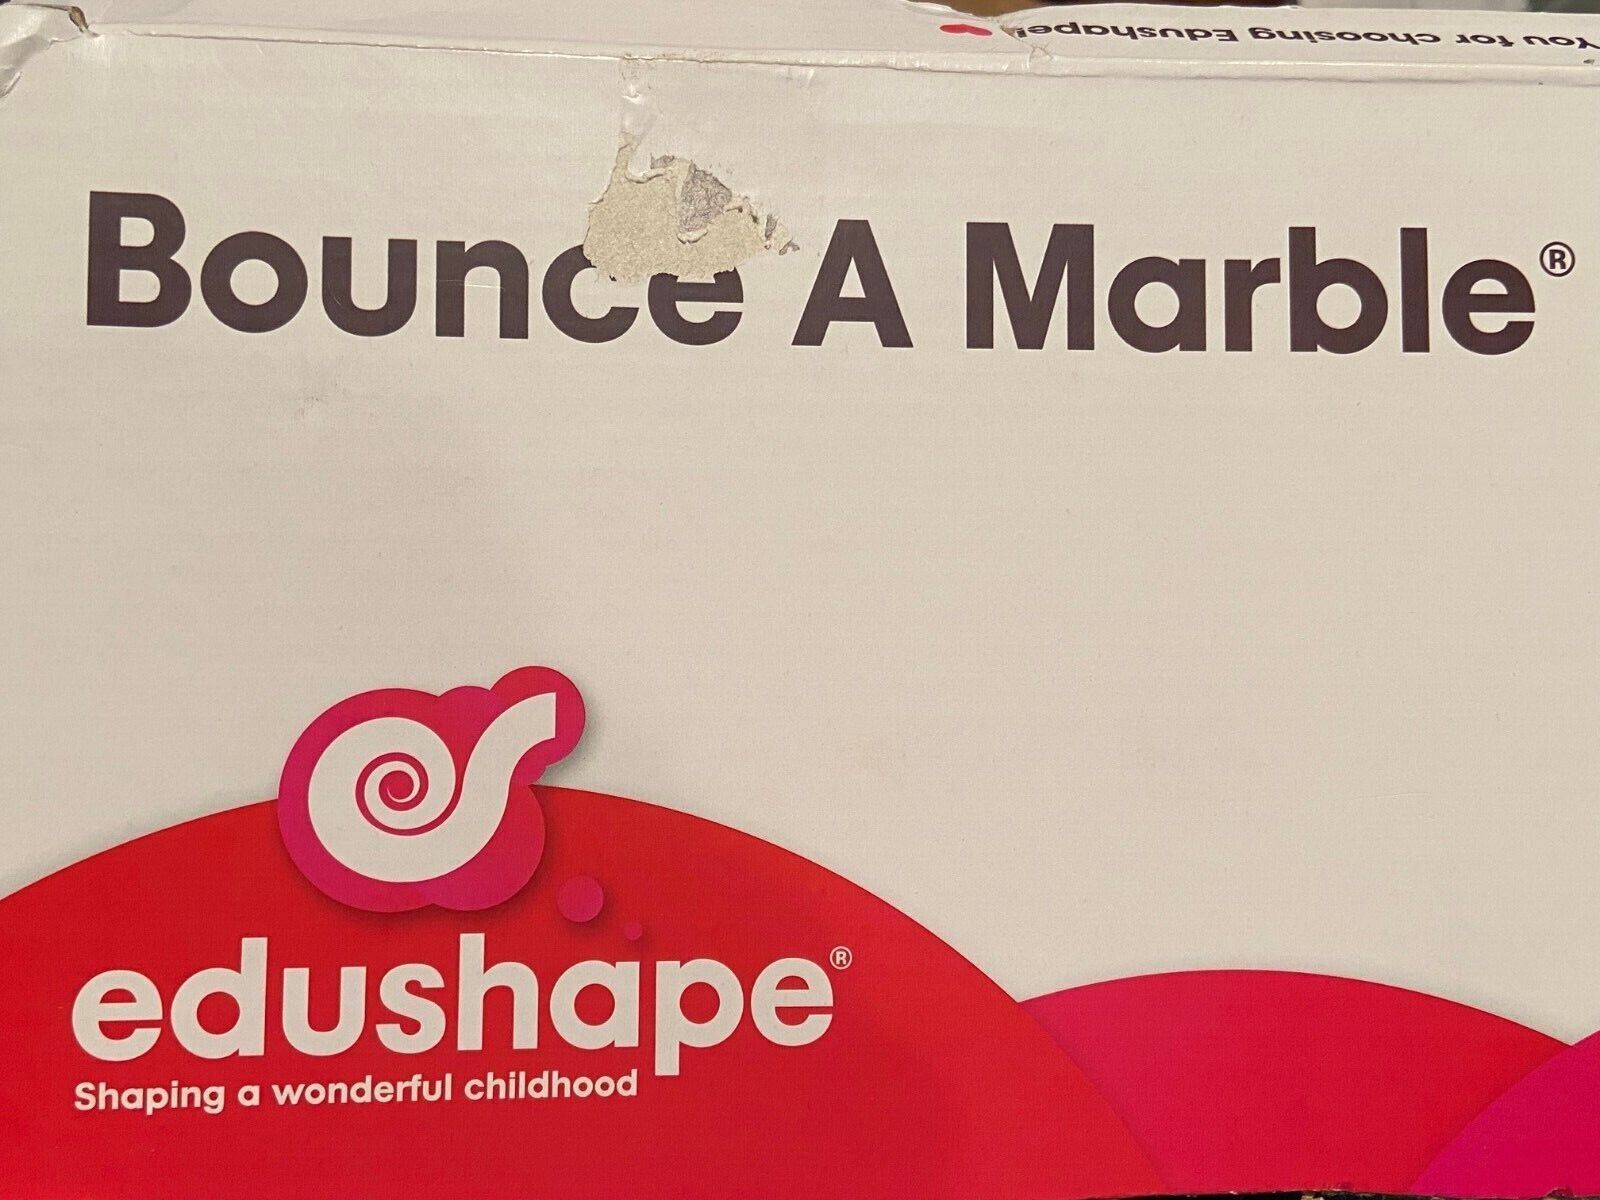 You for choosing Edushape!
Bounce A Marble®
edushape®
Shaping a wonderful childhood